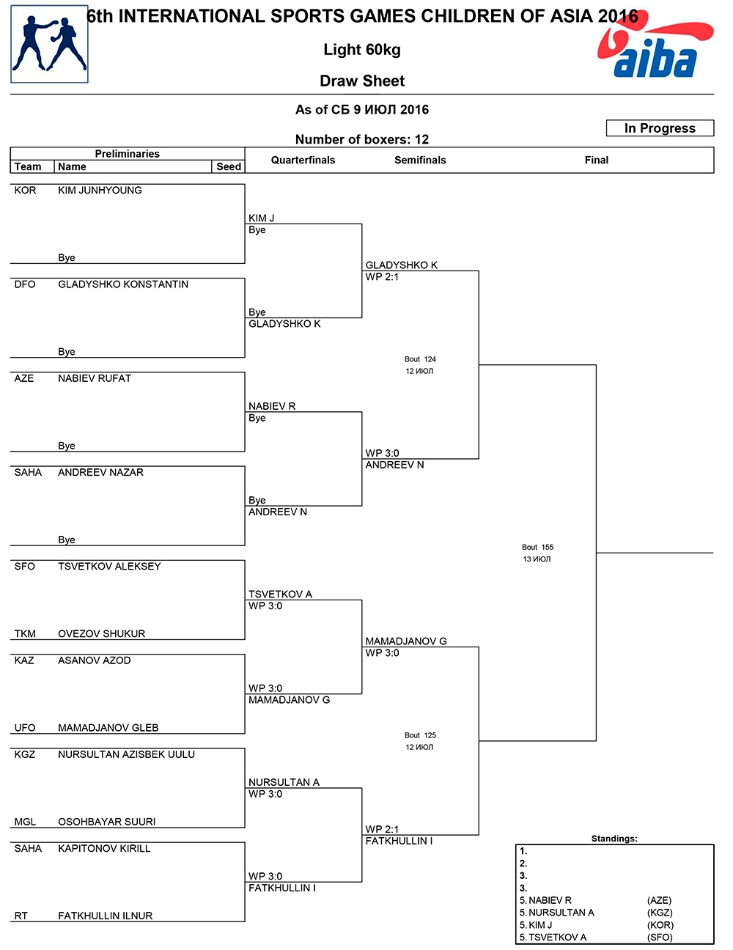 6th INTERNATIONAL SPORTS GAMES CHILDREN OF ASIA 2016
aiba
Light 60kg
Draw Sheet
As of СБ 9 ИЮЛ 2016
In Progress
Number of boxers: 12
Preliminaries
Quarterfinals Semifinals Final
Team Name Seed
KOR KIM JUNHYOUNG
KIM J
Bye
Bye
GLADYSHKO K
WP 2:1
DFO GLADYSHKO KONSTANTIN
Bye
GLADYSHKO K
Bye
Bout 124
12 ИЮЛ
AZE NABIEV RUFAT
NABIEV R
Bye
Bye
WP 3:0
ANDREEV N
SAHA ANDREEV NAZAR
Bye
ANDREEV N
Bye
Bout 155
13 ИЮЛ
SFO TSVETKOV ALEKSEY
TSVETKOV A
WP 3:0
TKM OVEZOV SHUKUR
MAMADJANOV G
WP 3:0
KAZ ASANOV AZOD
WP 3:0
MAMADJANOV G
UFO MAMADJANOV GLEB
Bout 125
12 ИЮЛ
KGZ NURSULTAN AZISBEK UULU
NURSULTAN A
WP 3:0
MGL OSOHBAYAR SUURI
WP 2:1
FATKHULLIN I
SAHA KAPITONOV KIRILL
WP 3:0
FATKHULLIN I
RT FATKHULLIN ILNUR
Standings:
1.
2.
3.
3.
5. NABIEV R (AZE)
5. NURSULTAN A (KGZ)
5. KIM J (KOR)
5. TSVETKOV A (SFO)